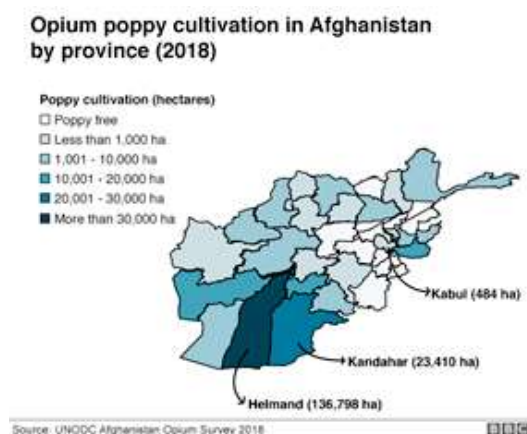 Opium poppy cultivation in Afghanistan
by province (2018)
Poppy cultivation (hectares)
Poppy free
Less than 1,000 ha
1,001 - 10,000 ha
10,001 - 20,000 ha
20,001 - 30,000 ha
More than 30,000 ha
Kabul (484 ha)
Kandahar (23,410 ha)
Helmand (136,798 ha)
Source: UNODC Afghanistan Opium Survey 2018
BBC